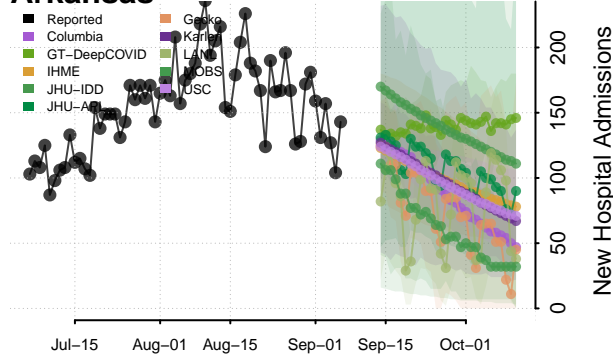 Arkansas
Reported
Columbia
GT−DeepCOVID
IHME
JHU−IDD
JHU−APL
Gecko
Karlen
LANL
MOBS
USC
0
50
100
150
200
New Hospital Admissions
Jul−15
Aug−01
Aug−15
Sep−01
Sep−15
Oct−01